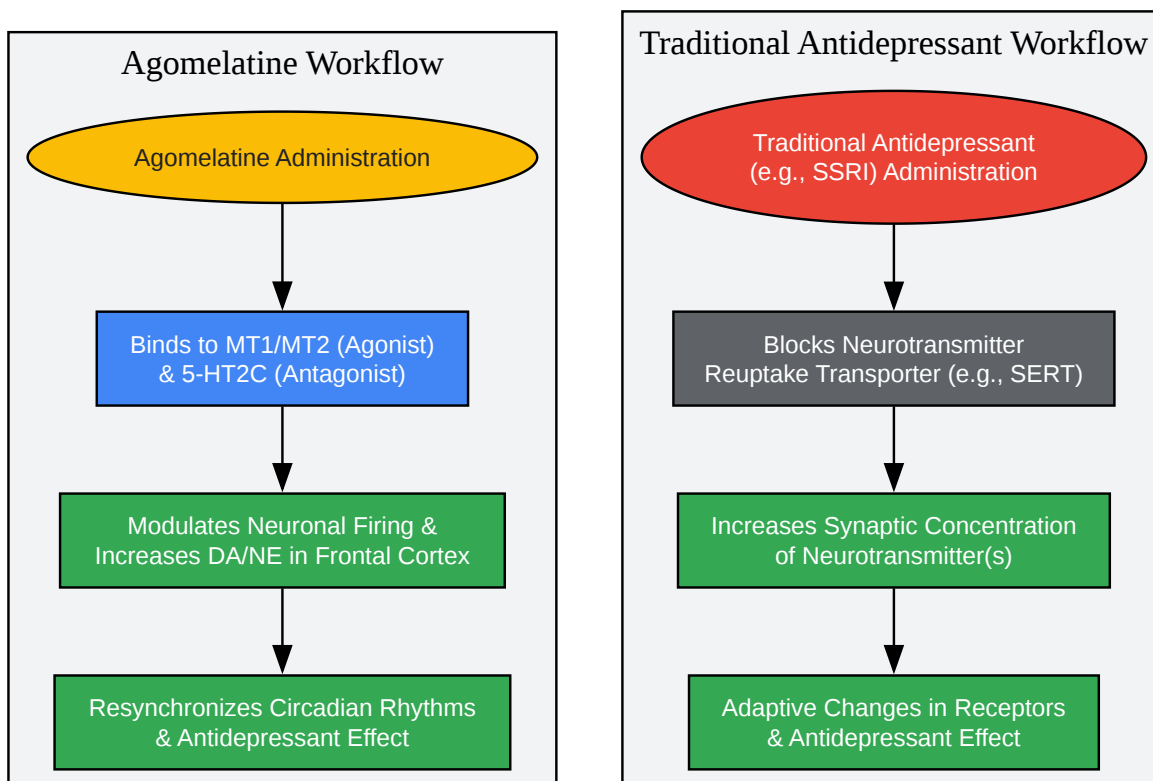 Agomelatine Workflow
Agomelatine Administration
Binds to MT1/MT2 (Agonist)
& 5-HT2C (Antagonist)
Modulates Neuronal Firing &
Increases DA/NE in Frontal Cortex
Resynchronizes Circadian Rhythms
& Antidepressant Effect
Traditional Antidepressant Workflow
Traditional Antidepressant
(e.g., SSRI) Administration
Blocks Neurotransmitter
Reuptake Transporter (e.g., SERT)
Increases Synaptic Concentration
of Neurotransmitter(s)
Adaptive Changes in Receptors
& Antidepressant Effect